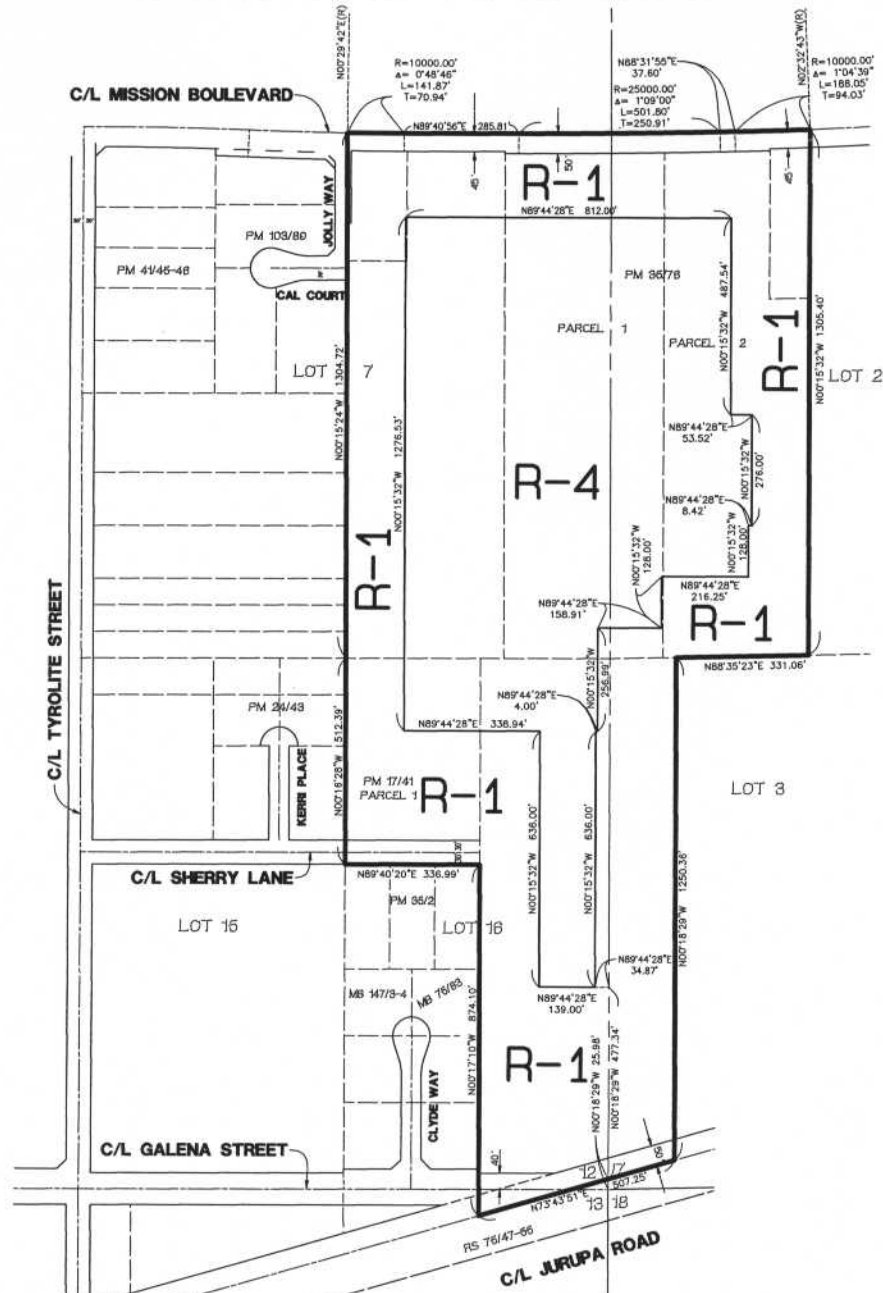 N00°29'42"E(R)
R=10000.00'
Δ= 0°48'46"
L=141.87'
T=70.94'
N88°31'55"E
37.60'
R=25000.00'
Δ= 1°09'00"
L=501.80'
T=250.91'
N02°32'43"W(R)
R=10000.00'
Δ= 1°04'39"
L=188.05'
T=94.03'
C/L MISSION BOULEVARD
N89°40'56"E 285.81'
45'
50'
45'
R-1
N89°44'28"E 812.00'
JOLLY WAY
PM 103/80
PM 41/45-46
CAL COURT
PM 35/76
N00°15'32"W 487.54'
PARCEL 1
PARCEL 2
R-1
N00°15'32"W 1305.40'
LOT 7
LOT 2
N00°15'24"W 1304.72'
N00°15'32"W 1276.53'
N89°44'28"E
53.52'
N00°15'32"W
276.00'
R-4
N89°44'28"E
8.42'
N00°15'32"W
128.00'
N00°15'32"W
128.00'
R-1
N89°44'28"E
216.25'
N89°44'28"E
158.91'
R-1
N88°35'23"E 331.06'
C/L TYROLITE STREET
N00°15'32"W
256.99'
N89°44'28"E
4.00'
PM 24/43
N89°44'28"E 338.94'
N00°16'28"W 512.39'
KERRI PLACE
PM 17/41
PARCEL 1
R-1
LOT 3
N00°15'32"W 636.00'
N00°15'32"W 636.00'
30' 30'
C/L SHERRY LANE
N89°40'20"E 336.99'
PM 35/2
LOT 15
LOT 16
N00°18'29"W 1250.36'
MB 147/3-4
MB 76/83
N89°44'28"E
34.87'
N89°44'28"E
139.00'
N00°17'10"W 874.10'
R-1
N00°18'29"W 25.98'
N00°18'29"W 477.34'
CLYDE WAY
C/L GALENA STREET
40'
50'
12 17
13 18
N73°43'51"E 507.25'
RS 76/47-56
C/L JURUPA ROAD